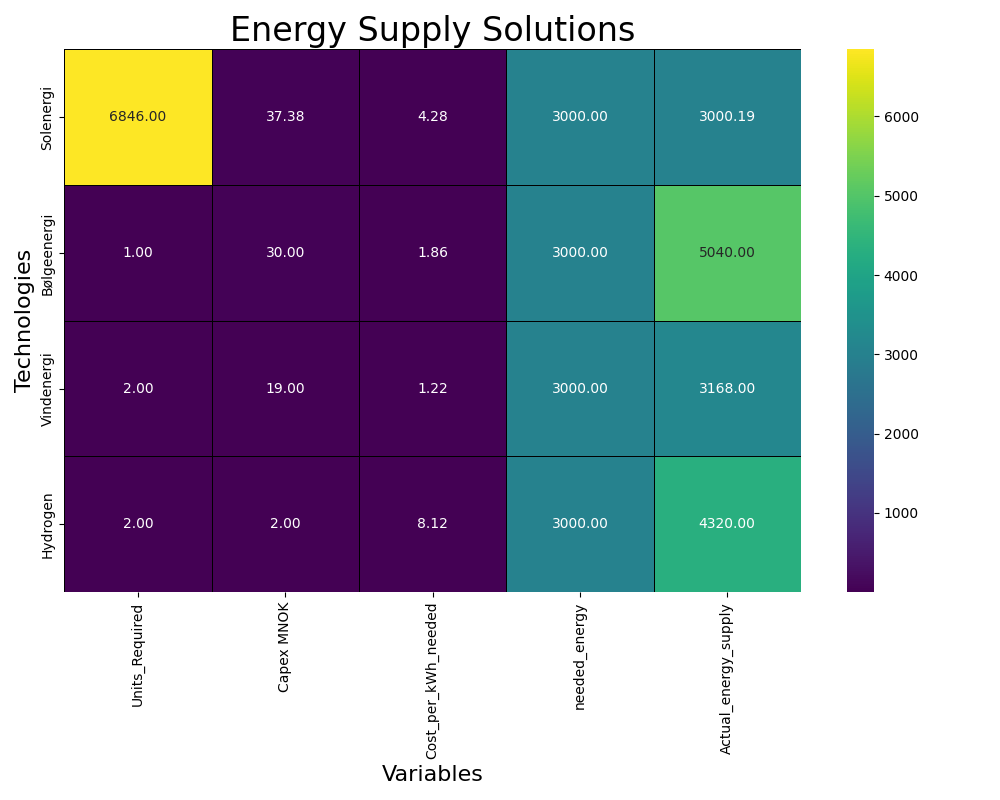 Energy Supply Solutions
Technologies
Solenergi
6846.00 37.38 4.28 3000.00 3000.19
Bølgeenergi
1.00 30.00 1.86 3000.00 5040.00
Vindenergi
2.00 19.00 1.22 3000.00 3168.00
Hydrogen
2.00 2.00 8.12 3000.00 4320.00
Units_Required
Capex MNOK
Cost_per_kWh_needed
needed_energy
Actual_energy_supply
Variables
6000
5000
4000
3000
2000
1000